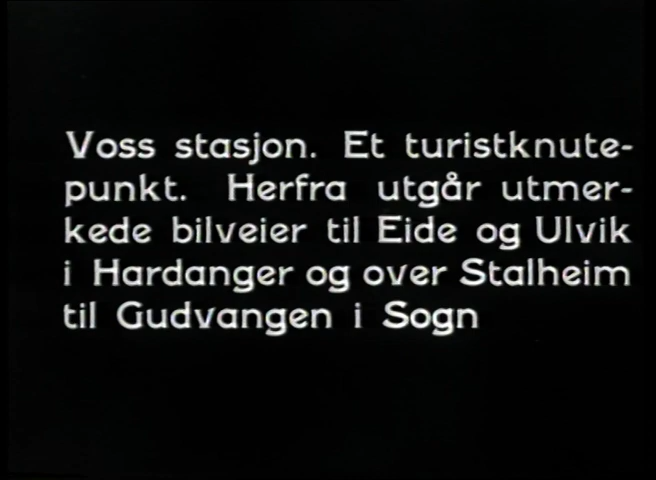 Voss stasjon. Et turistknute-
punkt. Herfra utgår utmer-
kede bilveier til Eide og Ulvik
i Hardanger og over Stalheim
til Gudvangen i Sogn